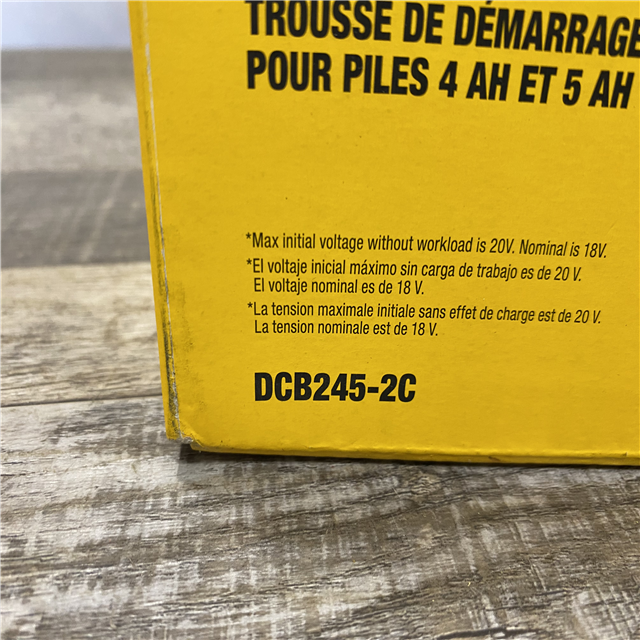 TROUSSE DE DÉMARRAGE
POUR PILES 4 AH ET 5 AH
*Max initial voltage without workload is 20V. Nominal is 18V.
*El voltaje inicial máximo sin carga de trabajo es de 20 V.
El voltaje nominal es de 18 V.
*La tension maximale initiale sans effet de charge est de 20 V.
La tension nominale est de 18 V.
DCB245-2C